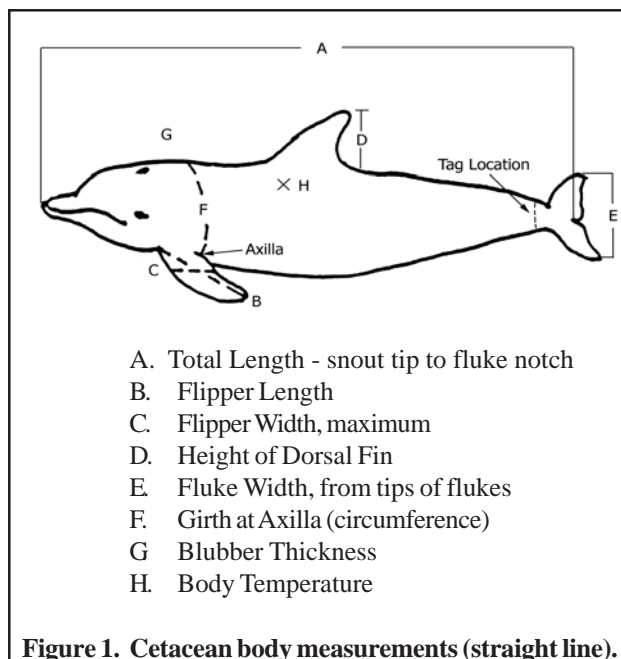 A
G
D
Tag Location
H
F
E
Axilla
C
B
A. Total Length - snout tip to fluke notch
B. Flipper Length
C. Flipper Width, maximum
D. Height of Dorsal Fin
E. Fluke Width, from tips of flukes
F. Girth at Axilla (circumference)
G Blubber Thickness
H. Body Temperature
Figure 1. Cetacean body measurements (straight line).